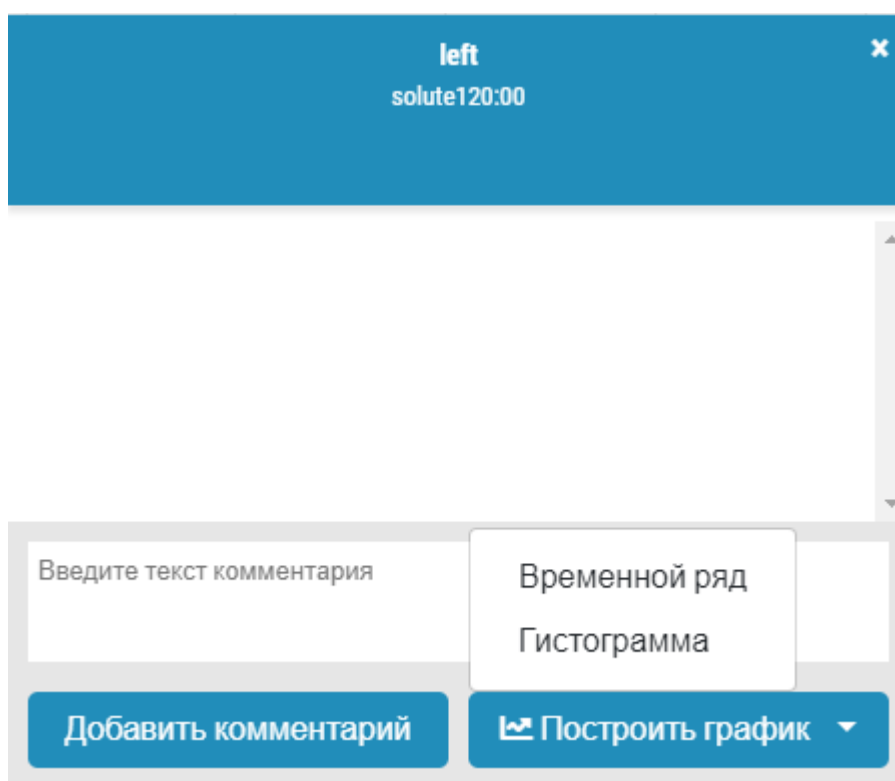 left
solute120:00
Введите текст комментария
Временной ряд
Гистограмма
Добавить комментарий
Построить график